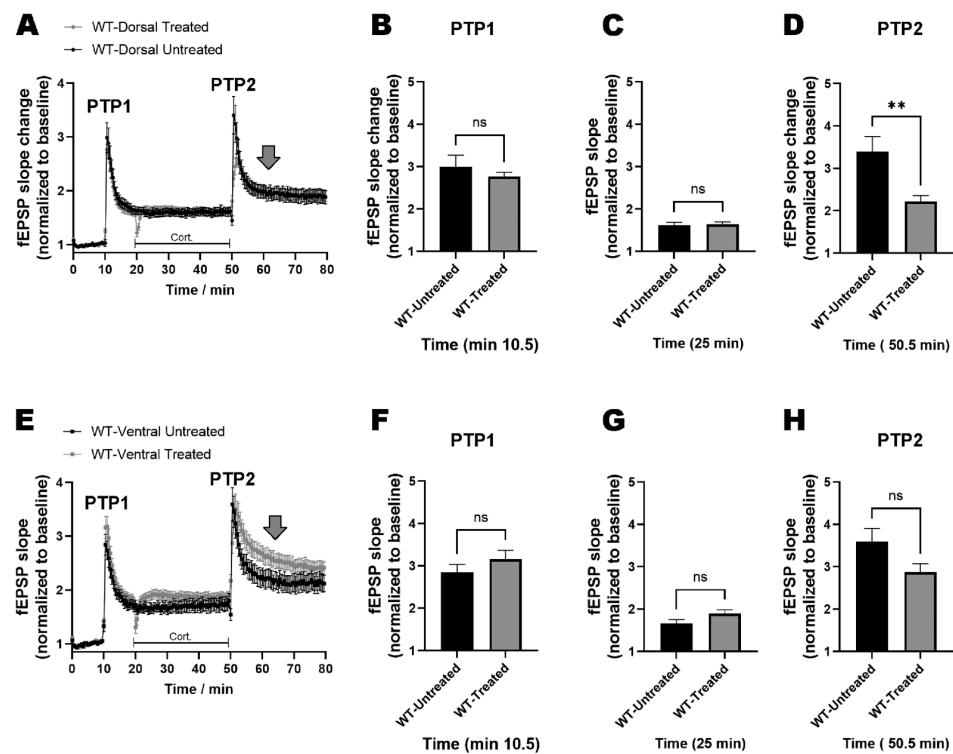 A
WT-Dorsal Treated
WT-Dorsal Untreated
fEPSP slope change
(normalized to baseline)
4
3
2
1
PTP1
PTP2
Cort.
0 10 20 30 40 50 60 70 80
Time / min
B
PTP1
fEPSP slope change
(normalized to baseline)
5
4
3
2
1
ns
WT-Untreated
WT-Treated
Time (min 10.5)
C
fEPSP slope
(normalized to baseline)
5
4
3
2
1
ns
WT-Untreated
WT-Treated
Time (25 min)
D
PTP2
fEPSP slope change
(normalized to baseline)
5
4
3
2
1
**
WT-Untreated
WT-Treated
Time ( 50.5 min)
E
WT-Ventral Untreated
WT-Ventral Treated
fEPSP slope
(normalized to baseline)
4
3
2
1
PTP1
PTP2
Cort.
0 10 20 30 40 50 60 70 80
Time / min
F
PTP1
fEPSP slope
(normalized to baseline)
5
4
3
2
1
ns
WT-Untreated
WT-Treated
Time (min 10.5)
G
fEPSP slope
(normalized to baseline)
5
4
3
2
1
ns
WT-Untreated
WT-Treated
Time (25 min)
H
PTP2
fEPSP slope
(normalized to baseline)
5
4
3
2
1
ns
WT-Untreated
WT-Treated
Time ( 50.5 min)